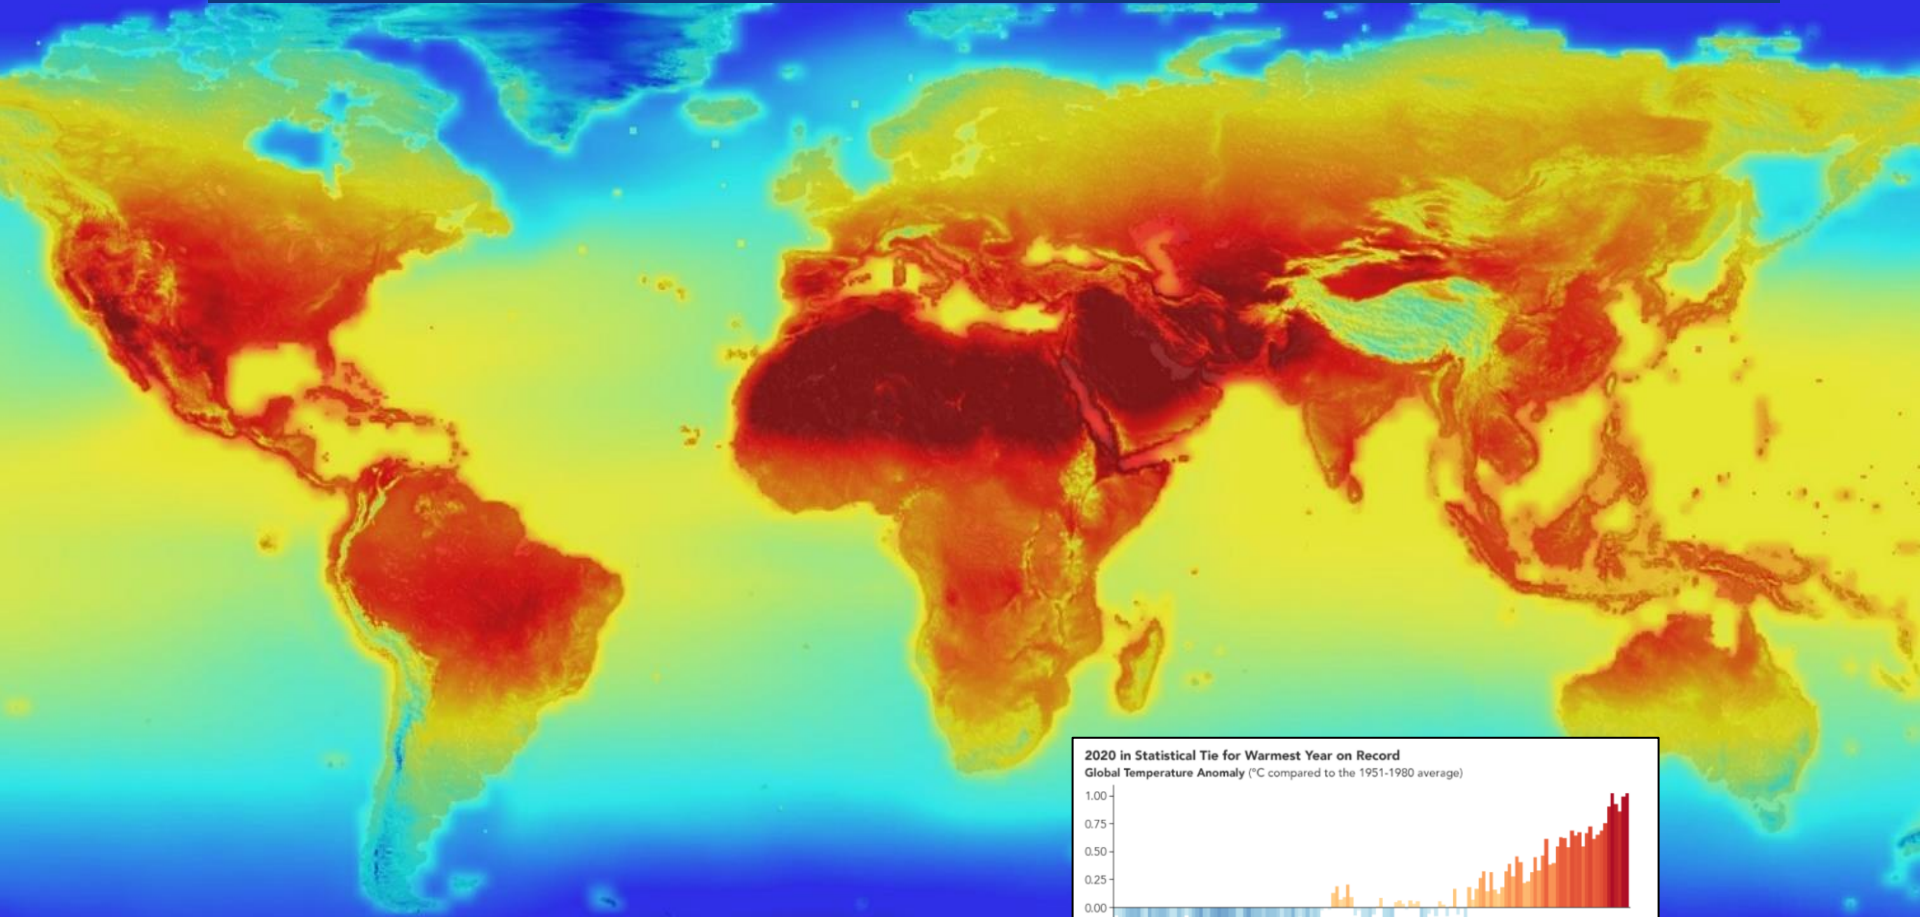 2020 in Statistical Tie for Warmest Year on Record
Global Temperature Anomaly (°C compared to the 1951-1980 average)
1.00
0.75
0.50
0.25
0.00